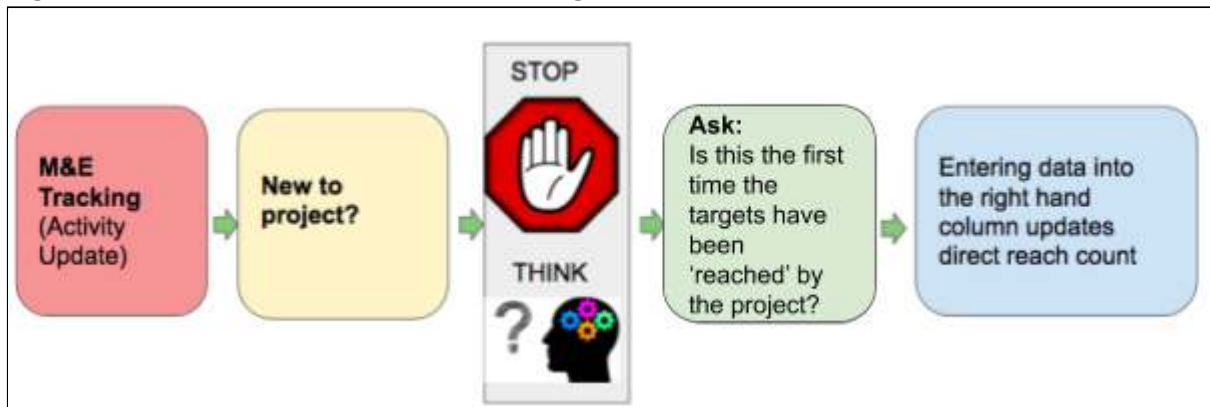 M&E
Tracking
(Activity
Update)
New to
project?
STOP
THINK
?
Ask:
Is this the first
time the
targets have
been
‘reached’ by
the project?
Entering data into
the right hand
column updates
direct reach count